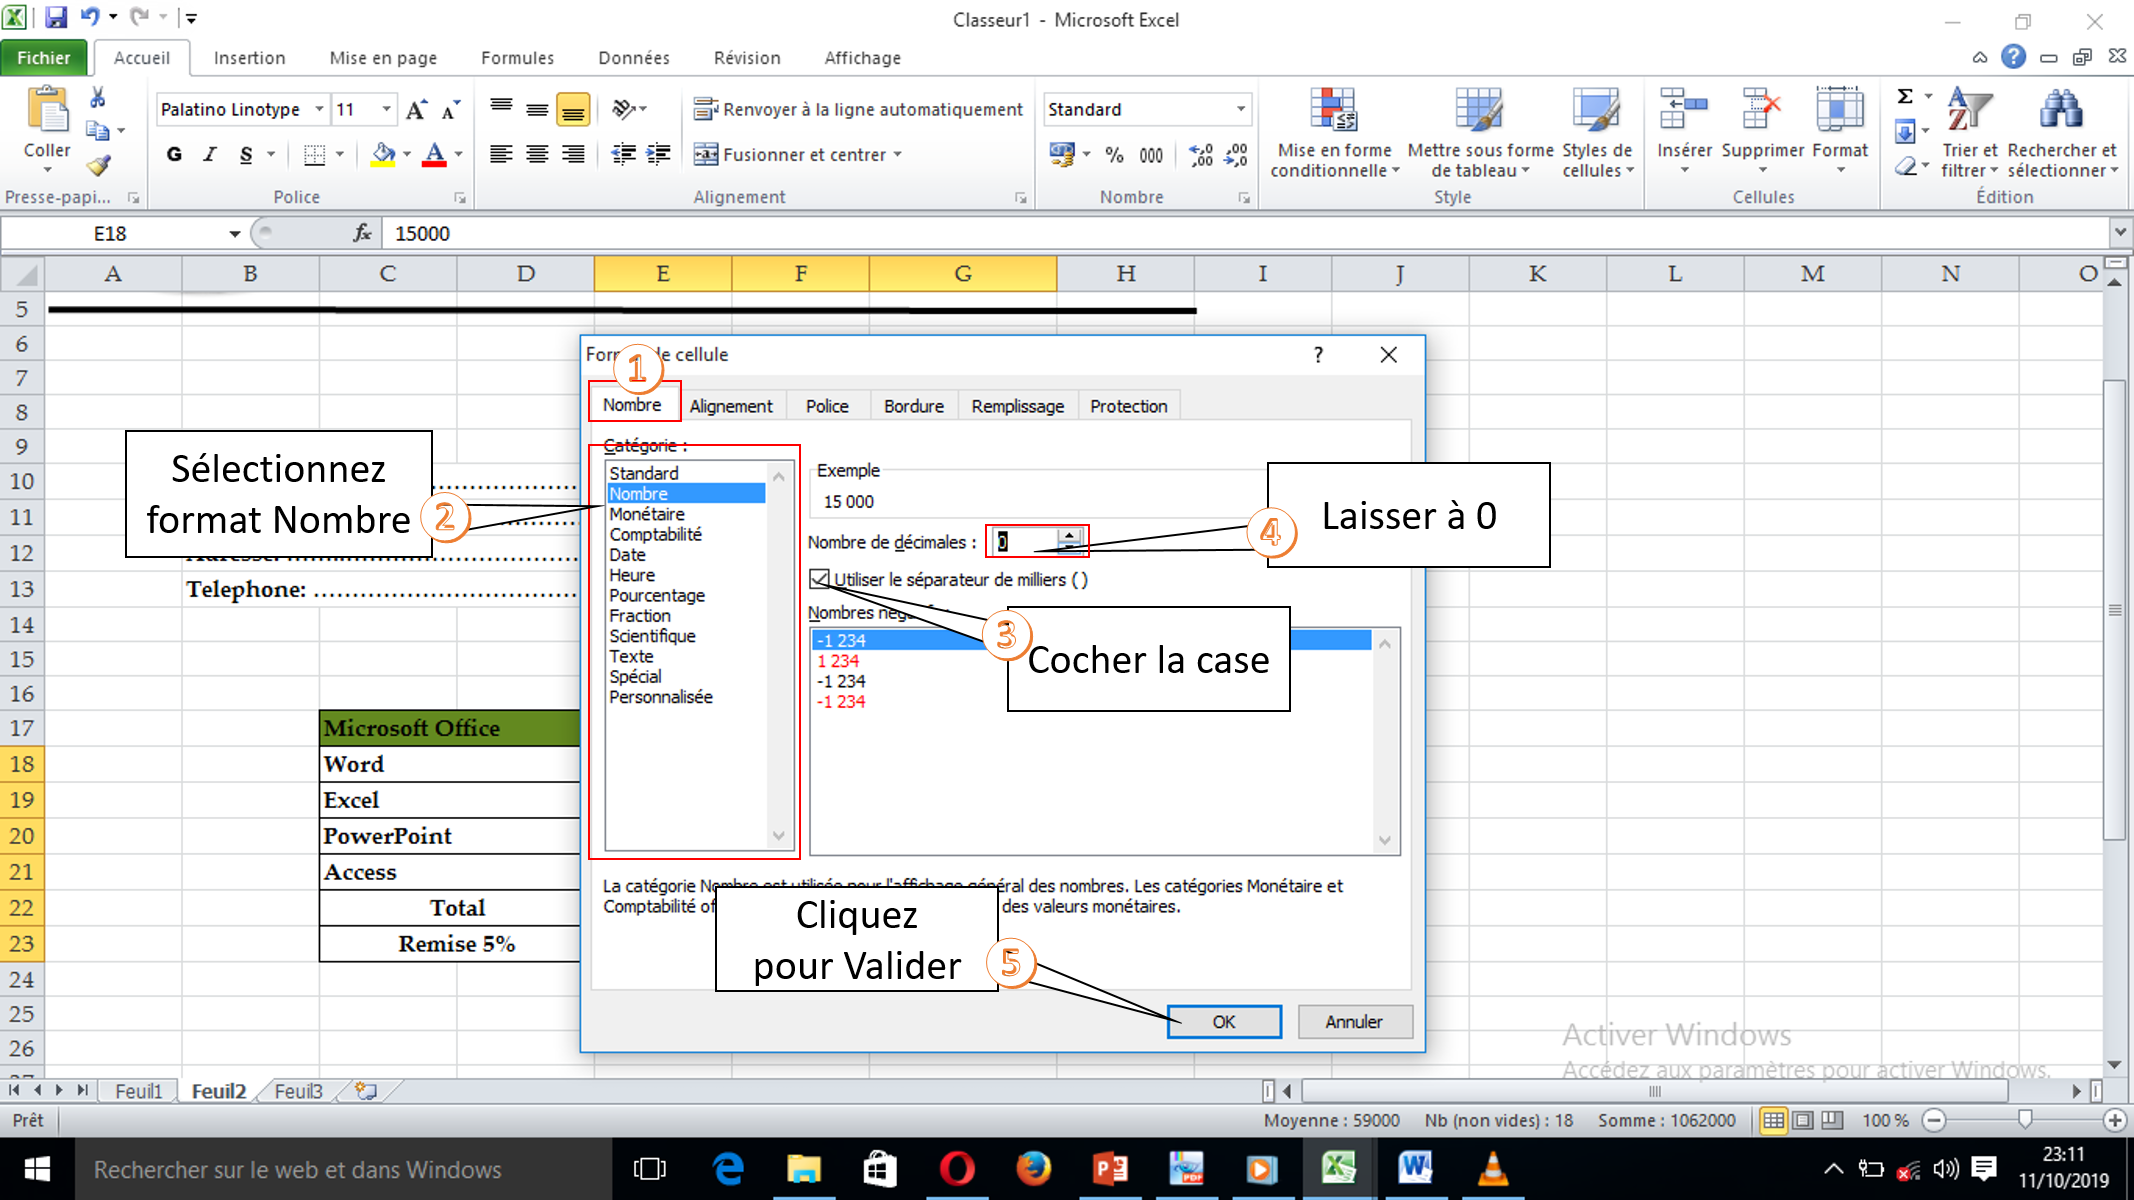 Classeur1 - Microsoft Excel
Fichier Accueil Insertion Mise en page Formules Données Révision Affichage
Coller
Presse-papi...
Palatino Linotype 11
G I S
Police
Renvoyer à la ligne automatiquement
Fusionner et centrer
Alignement
Standard
% 000
Nombre
Mise en forme
conditionnelle
Mettre sous forme
de tableau
Styles de
cellules
Style
Insérer Supprimer Format
Cellules
Trier et
filtrer
Rechercher et
sélectionner
Édition
E18 fx 15000
A B C D E F G H I J K L M N O
5
6
7
8
9
10
11
12
13 Telephone: ..........................................
14
15
16
17 Microsoft Office
18 Word
19 Excel
20 PowerPoint
21 Access
22 Total
23 Remise 5%
24
25
26
de cellule ?
1
Nombre Alignement Police Bordure Remplissage Protection
Catégorie :
Standard
Nombre
Monétaire
Comptabilité
Date
Heure
Pourcentage
Fraction
Scientifique
Texte
Spécial
Personnalisée
Exemple
15 000
Nombre de décimales : 0
Utiliser le séparateur de milliers ( )
Nombres
-1 234
1 234
-1 234
-1 234
La catégorie Nombre est utilisée pour l'affichage général des nombres. Les catégories Monétaire et
Comptabilité des valeurs monétaires.
OK Annuler
Sélectionnez
format Nombre
2
Laisser à 0
4
3
Cocher la case
Cliquez
pour Valider
5
Activer Windows
Accédez aux paramètres pour activer Windows.
Feuil1 Feuil2 Feuil3
Prêt Moyenne : 59000 Nb (non vides) : 18 Somme : 1062000 100 %
Rechercher sur le web et dans Windows
23:11
11/10/2019